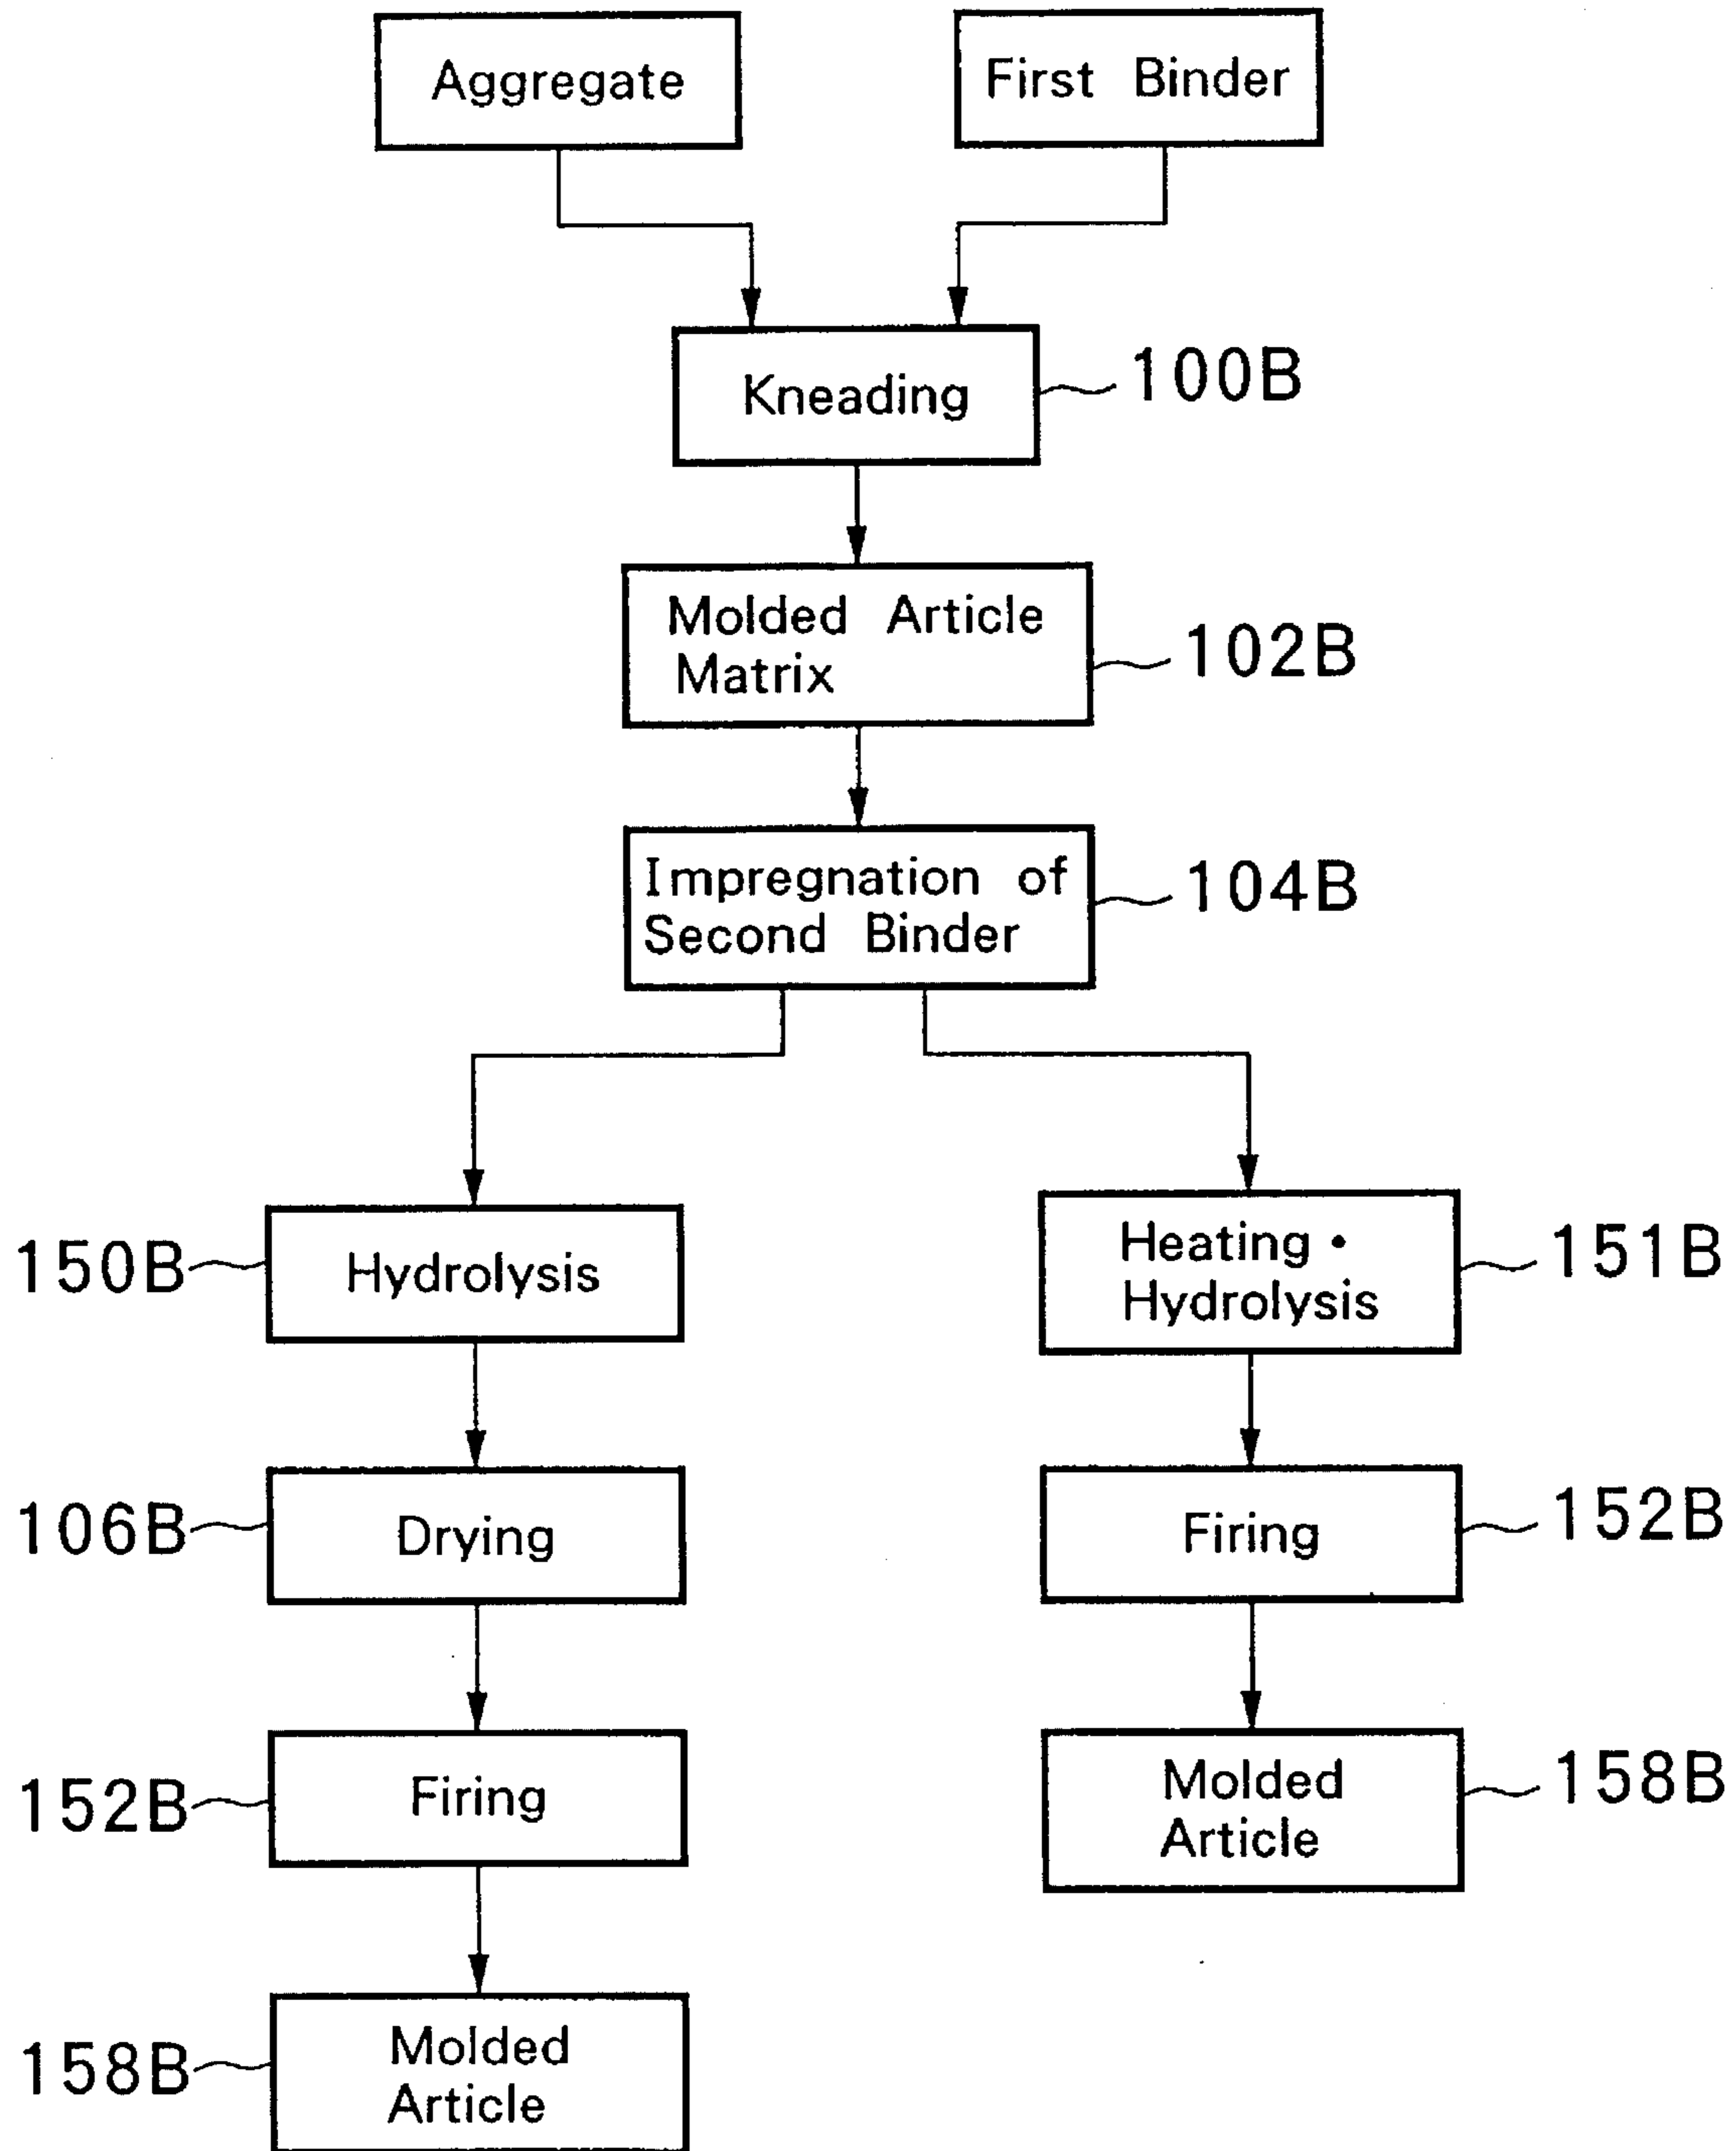 Aggregate
First Binder
Kneading
100B
Molded Article
Matrix
102B
Impregnation of
Second Binder
104B
150B
Hydrolysis
Heating •
Hydrolysis
151B
106B
Drying
Firing
152B
152B
Firing
Molded
Article
158B
158B
Molded
Article